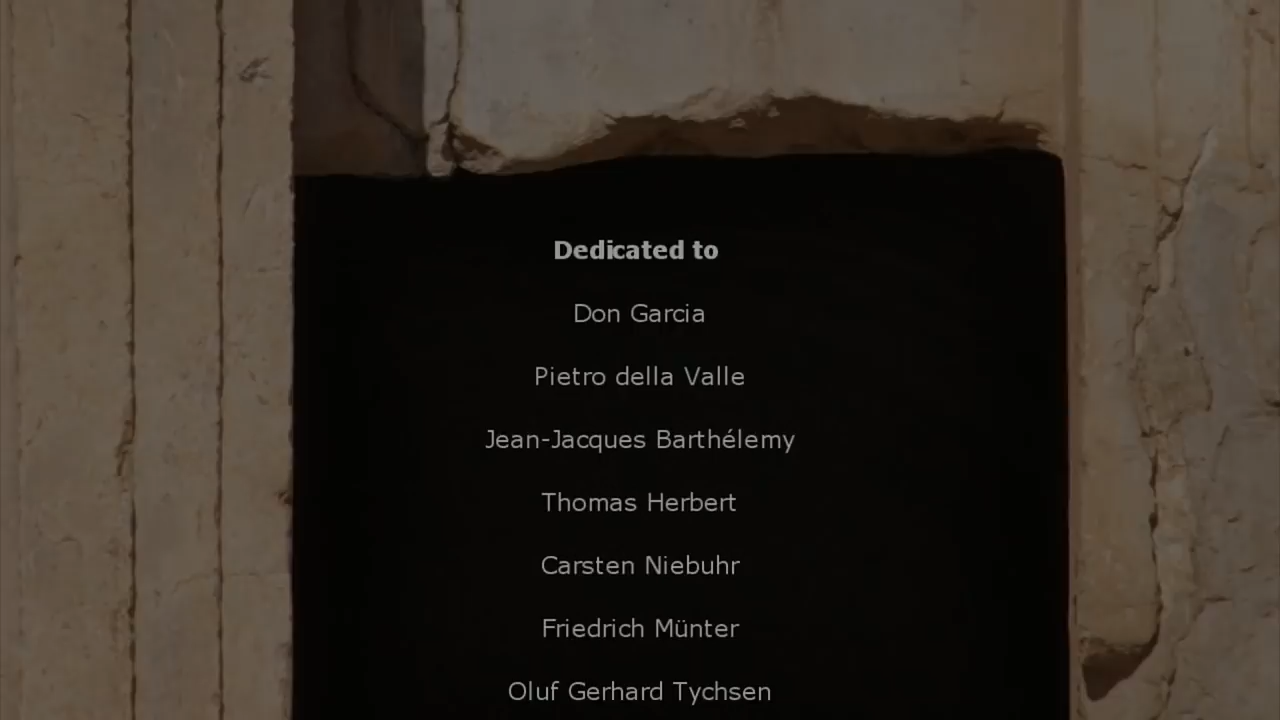 Dedicated to
Don Garcia
Pietro della Valle
Jean-Jacques Barthélemy
Thomas Herbert
Carsten Niebuhr
Friedrich Münter
Oluf Gerhard Tychsen